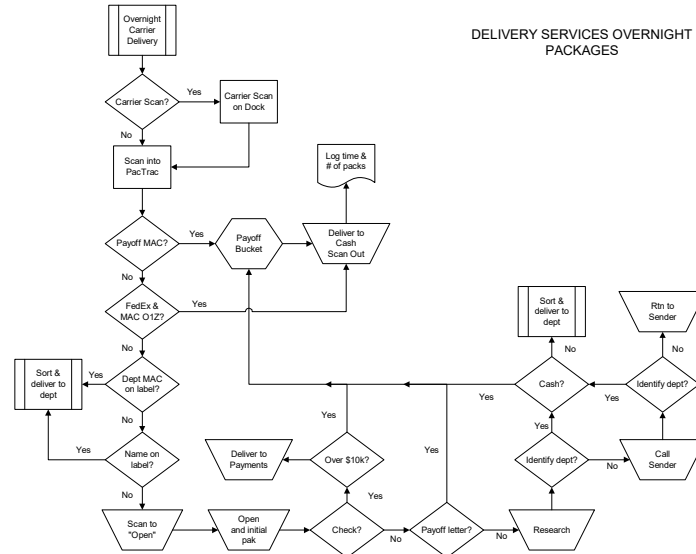 DELIVERY SERVICES OVERNIGHT
PACKAGES
Overnight
Carrier
Delivery
Carrier Scan?
Yes
Carrier Scan
on Dock
No
Scan into
PacTrac
Log time &
# of packs
Payoff MAC?
Yes
Payoff
Bucket
Deliver to
Cash
Scan Out
No
FedEx &
MAC O1Z?
Yes
No
Sort &
deliver to
dept
Rtn to
Sender
No
No
Sort &
deliver to
dept
Yes
Dept MAC
on label?
Cash?
Yes
Yes
Identify dept?
No
Yes
Name on
label?
No
Deliver to
Payments
Yes
Over $10k?
Yes
Yes
Yes
Identify dept?
No
Call
Sender
Scan to
"Open"
Open
and initial
pak
Check?
No
Payoff letter?
No
Research